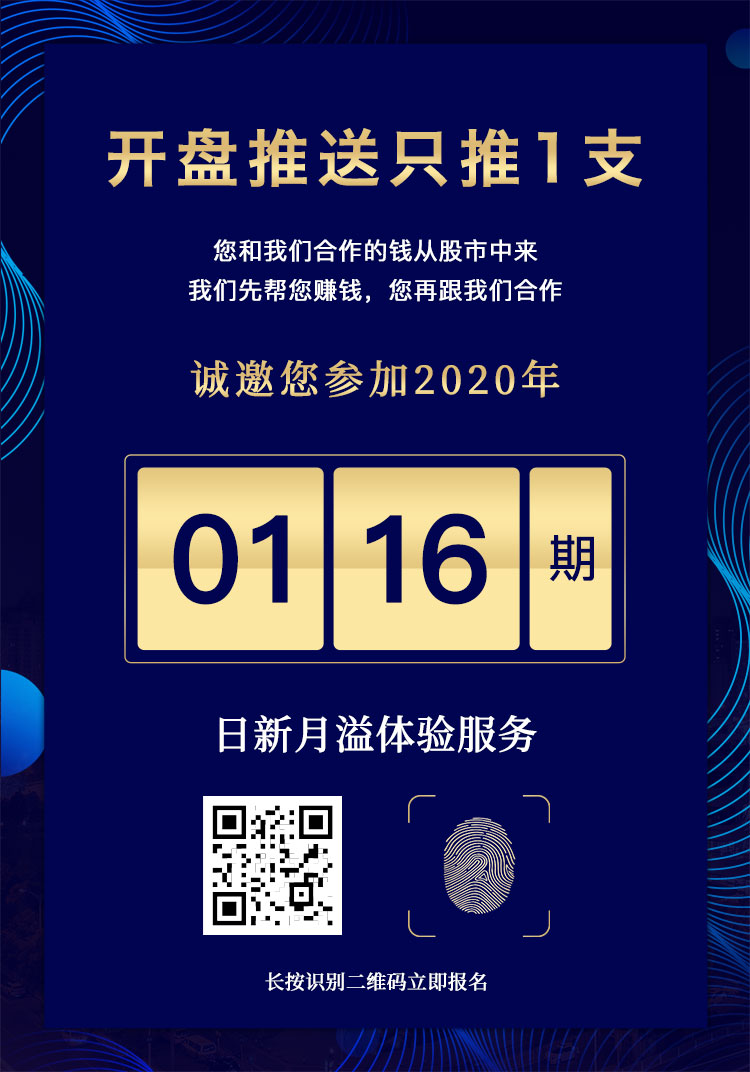 开盘推送只推1支
您和我们合作的钱从股市中来
我们先帮您赚钱，您再跟我们合作
诚邀您参加2020年
01 16 期
日新月溢体验服务
长按识别二维码立即报名